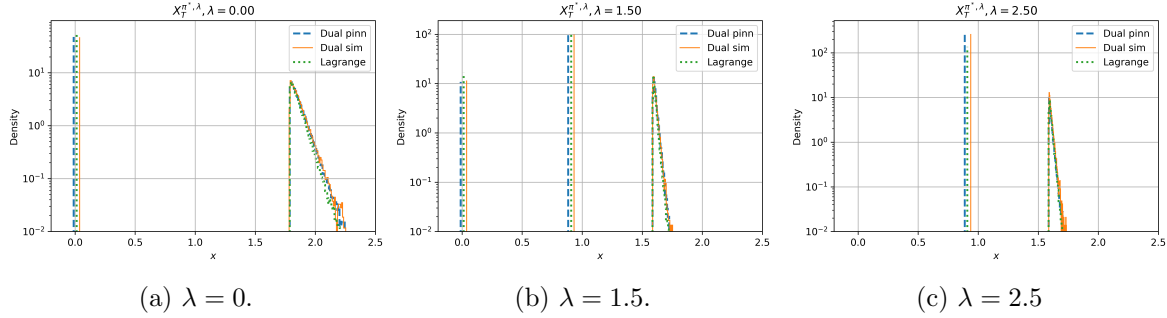 X_T^{π*,λ}, λ = 0.00
Density
10^1
10^0
10^{-1}
10^{-2}
0.0 0.5 1.0 1.5 2.0 2.5
x
Dual pinn
Dual sim
Lagrange
(a) λ = 0.
X_T^{π*,λ}, λ = 1.50
Density
10^2
10^1
10^0
10^{-1}
10^{-2}
0.0 0.5 1.0 1.5 2.0 2.5
x
Dual pinn
Dual sim
Lagrange
(b) λ = 1.5.
X_T^{π*,λ}, λ = 2.50
Density
10^2
10^1
10^0
10^{-1}
10^{-2}
0.0 0.5 1.0 1.5 2.0 2.5
x
Dual pinn
Dual sim
Lagrange
(c) λ = 2.5